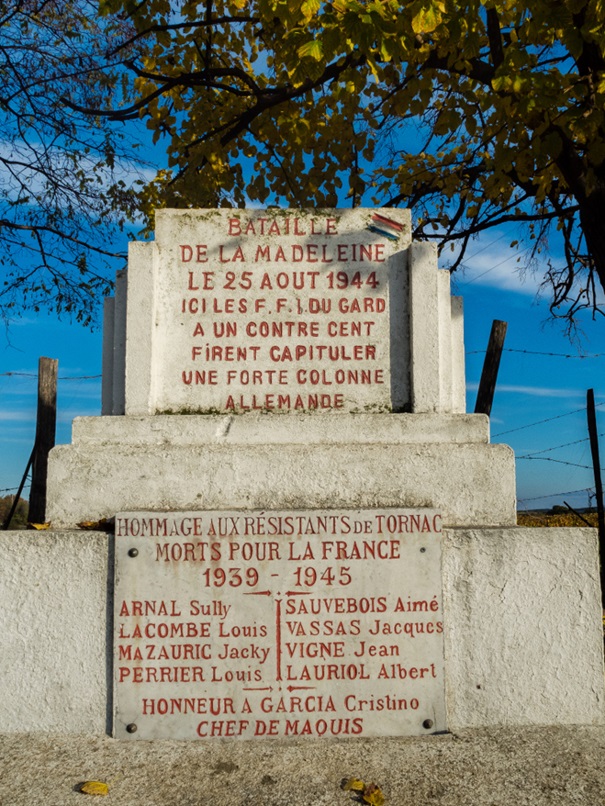 BATAILLE
DE LA MADELEINE
LE 25 AOUT 1944
ICI LES F.F.I DU GARD
A UN CONTRE CENT
FIRENT CAPITULER
UNE FORTE COLONNE
ALLEMANDE
HOMMAGE AUX RÉSISTANTS DE TORNAC
MORTS POUR LA FRANCE
1939 - 1945
ARNAL Sully
LACOMBE Louis
MAZAURIC Jacky
PERRIER Louis
SAUVEBOIS Aimé
VASSAS Jacques
VIGNE Jean
LAURIOL Albert
HONNEUR A GARCIA Cristino
CHEF DE MAQUIS